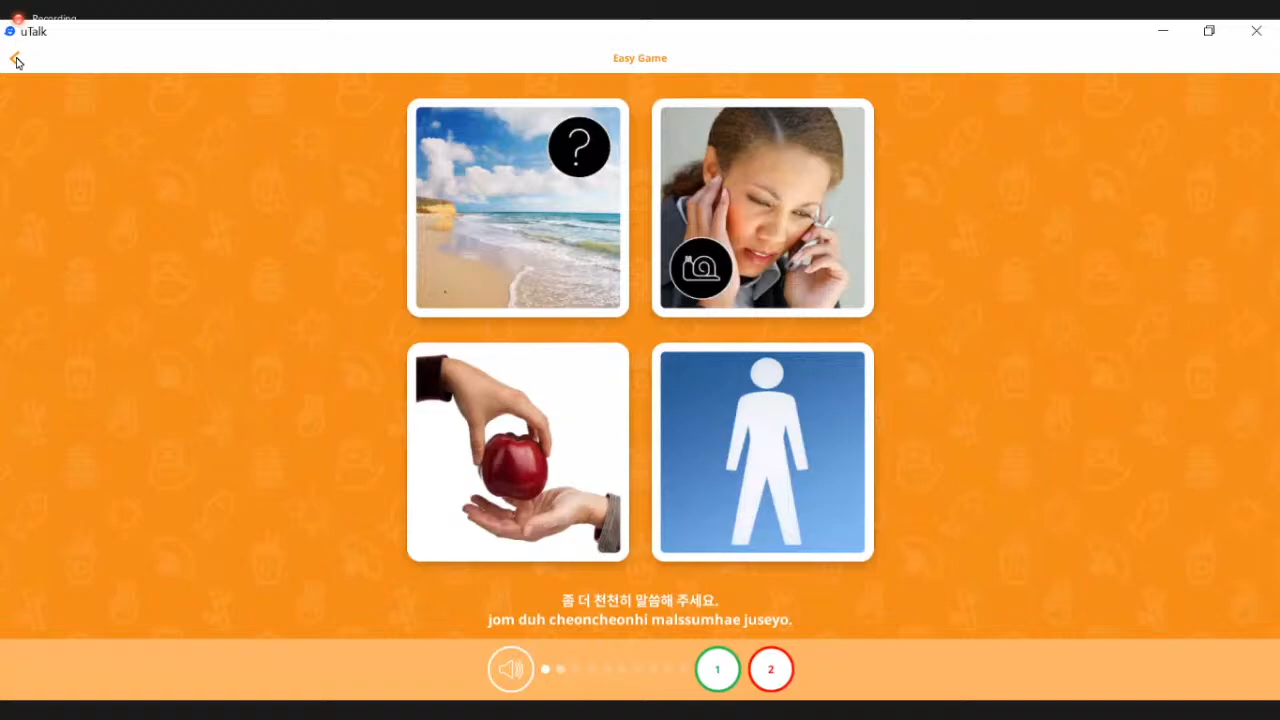 Recording
uTalk
Easy Game
?
좀 더 천천히 말씀해 주세요.
jom duh cheoncheonhi malssumhae juseyo.
1
2